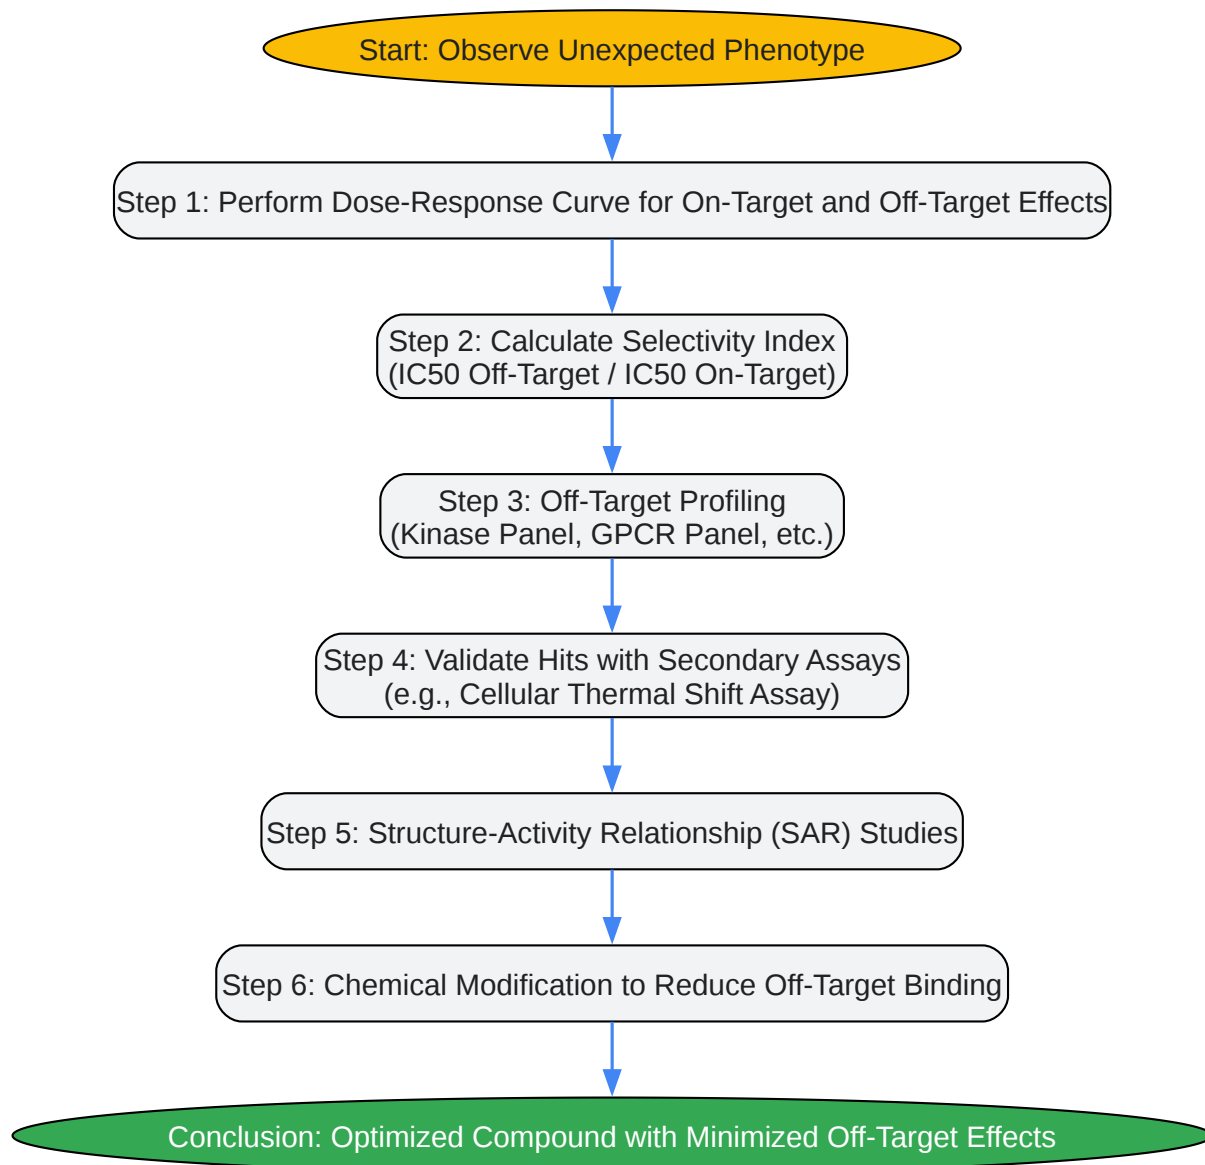 Start: Observe Unexpected Phenotype
Step 1: Perform Dose-Response Curve for On-Target and Off-Target Effects
Step 2: Calculate Selectivity Index
(IC50 Off-Target / IC50 On-Target)
Step 3: Off-Target Profiling
(Kinase Panel, GPCR Panel, etc.)
Step 4: Validate Hits with Secondary Assays
(e.g., Cellular Thermal Shift Assay)
Step 5: Structure-Activity Relationship (SAR) Studies
Step 6: Chemical Modification to Reduce Off-Target Binding
Conclusion: Optimized Compound with Minimized Off-Target Effects